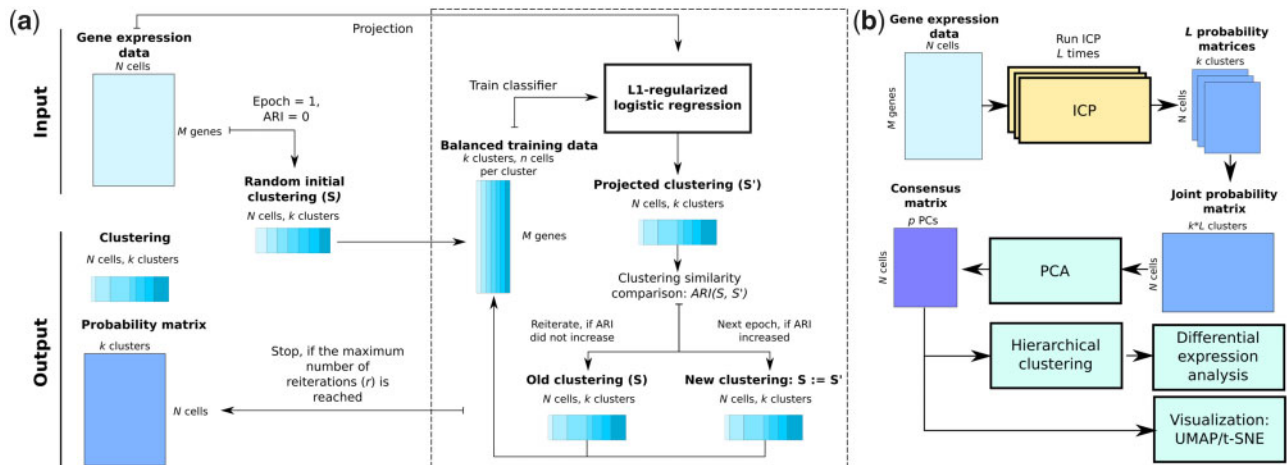 (a)
Input
Output
Gene expression
data
N cells
M genes
Projection
Epoch = 1,
ARI = 0
Random initial
clustering (S)
N cells, k clusters
Train classifier
L1-regularized
logistic regression
Balanced training data
k clusters, n cells
per cluster
M genes
Projected clustering (S')
N cells, k clusters
Clustering similarity
comparison: ARI(S, S')
Reiterate, if ARI
did not increase
Next epoch, if ARI
increased
Old clustering (S)
N cells, k clusters
New clustering: S := S'
N cells, k clusters
Clustering
N cells, k clusters
Probability matrix
k clusters
N cells
Stop, if the maximum
number of
reiterations (r) is
reached
(b)
Gene expression
data
N cells
M genes
Run ICP
L times
ICP
L probability
matrices
k clusters
N cells
Joint probability
matrix
k*L clusters
N cells
PCA
Consensus
matrix
p PCs
N cells
Hierarchical
clustering
Differential
expression
analysis
Visualization:
UMAP/t-SNE